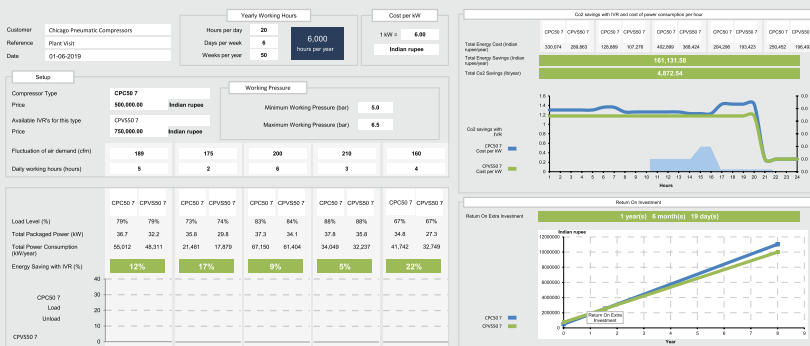 Yearly Working Hours
Cost per kW
Customer Chicago Pneumatic Compressors
Reference Plant Visit
Date 01-06-2019
Hours per day 20
Days per week 6
Weeks per year 50
6,000
hours per year
1 kW = 6.00
Indian rupee
Setup
Compressor Type CPC50 7
Price 500,000.00 Indian rupee
Available IVR's for this type CPVS50 7
Price 750,000.00 Indian rupee
Working Pressure
Minimum Working Pressure (bar) 5.0
Maximum Working Pressure (bar) 6.5
Fluctuation of air demand (cfm) 189 175 200 210 160
Daily working hours (hours) 5 2 6 3 4
CPC50 7 CPVS50 7 CPC50 7 CPVS50 7 CPC50 7 CPVS50 7 CPC50 7 CPVS50 7 CPC50 7 CPVS50 7
Load Level (%) 79% 79% 73% 74% 83% 84% 88% 88% 67% 67%
Total Packaged Power (kW) 36.7 32.2 35.8 29.8 37.3 34.1 37.8 35.8 34.8 27.3
Total Power Consumption (kW/year) 55,012 48,311 21,481 17,879 67,150 61,404 34,049 32,237 41,742 32,749
Energy Saving with IVR (%) 12% 17% 9% 5% 22%
40
30
20
10
0
CPC50 7
Load
Unload
CPVS50 7
Co2 savings with IVR and cost of power consumption per hour
CPC50 7 CPVS50 7 CPC50 7 CPVS50 7 CPC50 7 CPVS50 7 CPC50 7 CPVS50 7 CPC50 7 CPVS50 7
Total Energy Cost (Indian rupee/year) 330,074 289,863 128,889 107,276 402,899 368,424 204,296 193,423 250,452
Total Energy Savings (Indian rupee/year) 161,131.58
Total Co2 Savings (lb/year) 4,872.54
1.6
1.4
1.2
1
0.8
0.6
0.4
0.2
0
Co2 savings with IVR
CPC50 7
Cost per kW
CPVS50 7
Cost per kW
1 2 3 4 5 6 7 8 9 10 11 12 13 14 15 16 17 18 19 20 21 22 23 24
Hours
Return On Investment
Return On Extra Investment 1 year(s) 6 month(s) 19 day(s)
Indian rupee
12000000
10000000
8000000
6000000
4000000
2000000
0
CPC50 7
CPVS50 7
Return On Extra Investment
0 1 2 3 4 5 6 7 8 9
Year